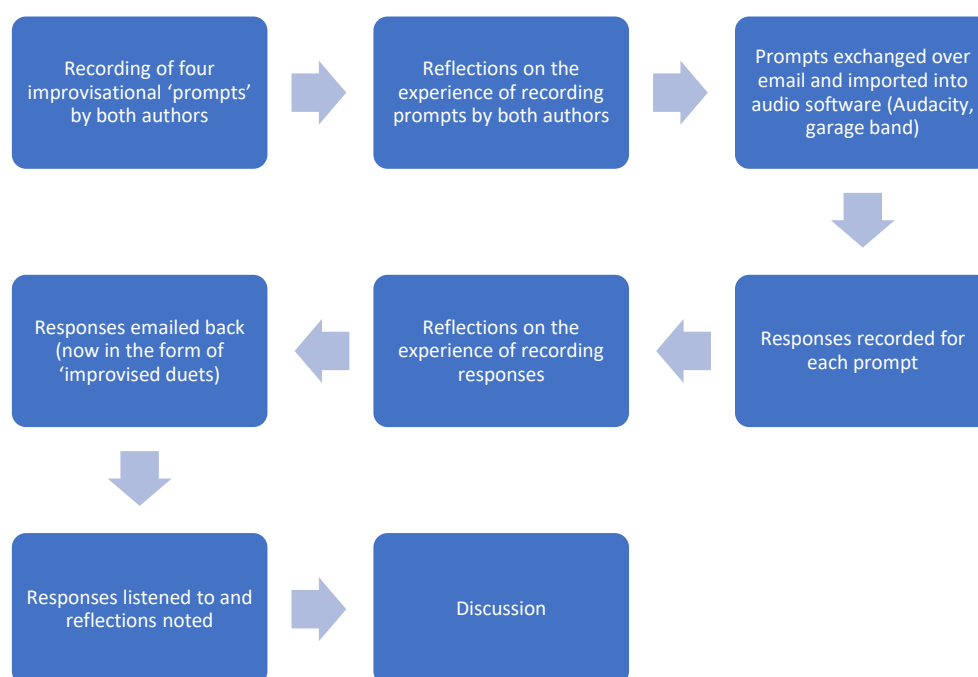 Recording of four
improvisational ‘prompts’
by both authors
Reflections on the
experience of recording
prompts by both authors
Prompts exchanged over
email and imported into
audio software (Audacity,
garage band)
Responses recorded for
each prompt
Reflections on the
experience of recording
responses
Responses emailed back
(now in the form of
‘improvised duets)
Responses listened to and
reflections noted
Discussion